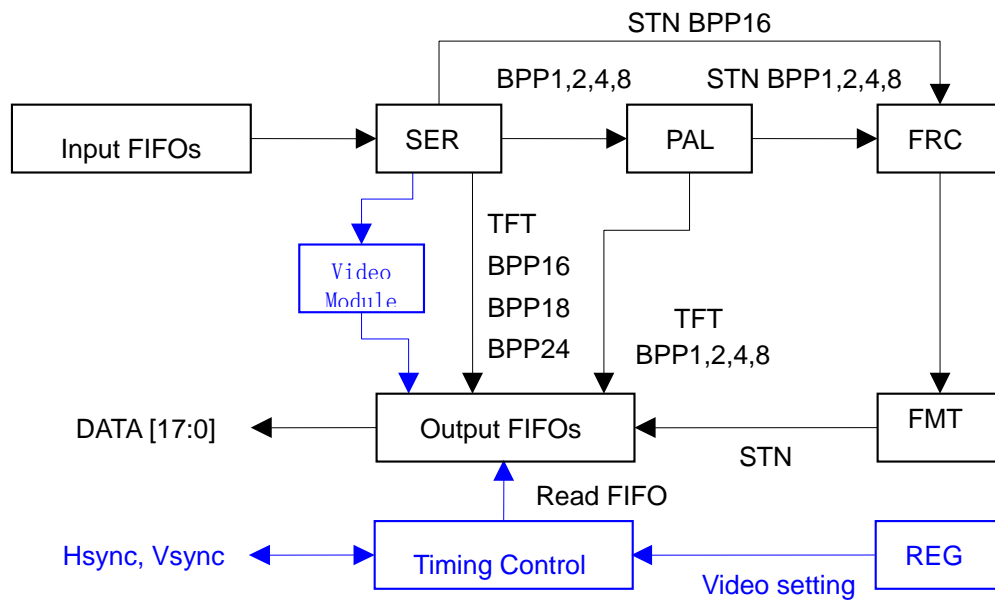 STN BPP16
BPP1,2,4,8
STN BPP1,2,4,8
Input FIFOs
SER
PAL
FRC
Video
Module
TFT
BPP16
BPP18
BPP24
TFT
BPP1,2,4,8
DATA [17:0]
Output FIFOs
FMT
STN
Read FIFO
Hsync, Vsync
Timing Control
REG
Video setting